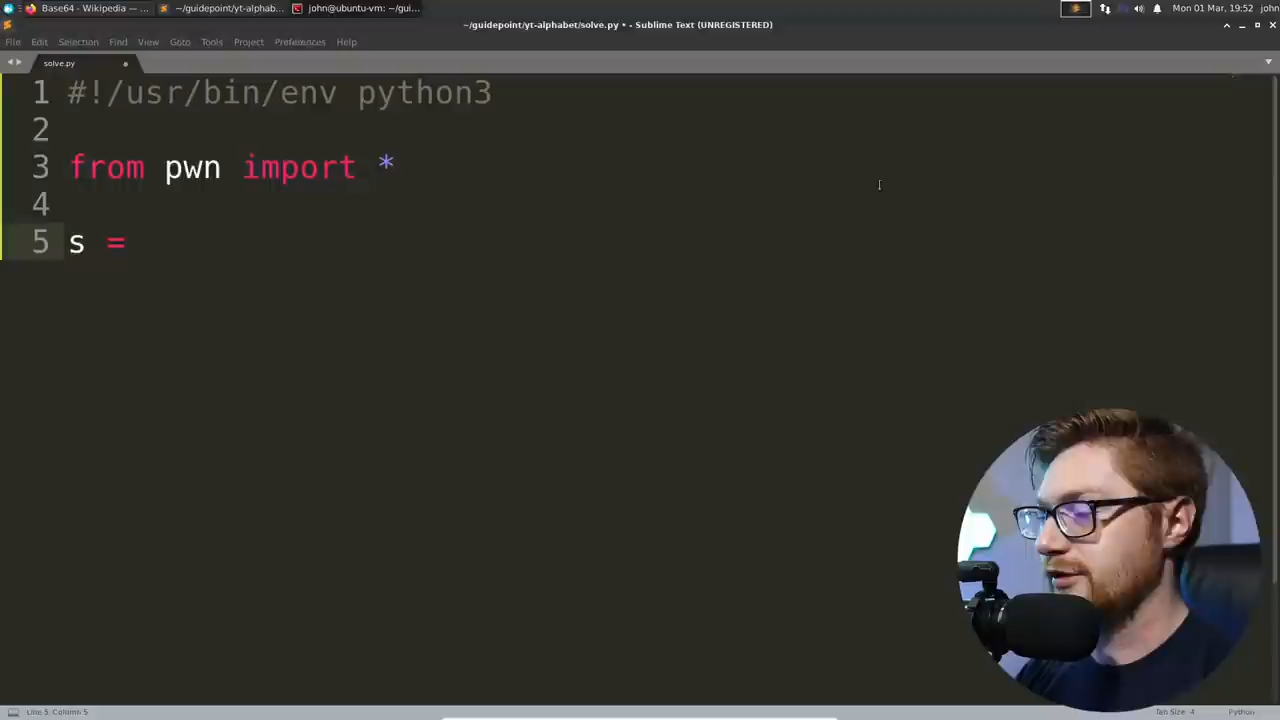 Base64 - Wikipedia — ...
~/guidepoint/yt-alphab...
john@ubuntu-vm: ~/gui...
Mon 01 Mar, 19:52
john
~/guidepoint/yt-alphabet/solve.py • - Sublime Text (UNREGISTERED)
File Edit Selection Find View Goto Tools Project Preferences Help
solve.py
1 #!/usr/bin/env python3
2
3 from pwn import *
4
5 s =
Line 5, Column 5
Tab Size: 4
Python